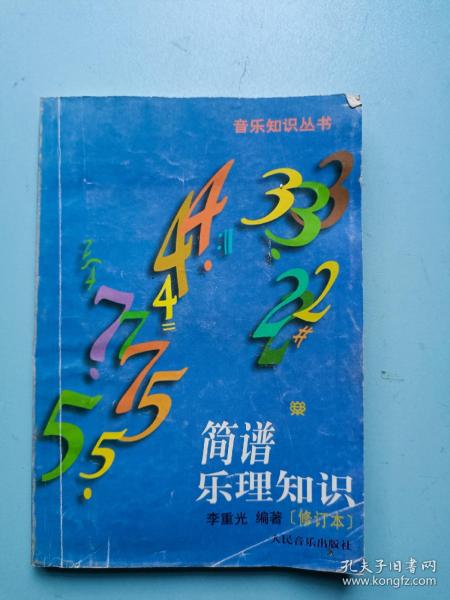 音乐知识丛书
简谱
乐理知识
李重光 编著〔修订本〕
人民音乐出版社
孔夫子旧书网
www.kongfz.com